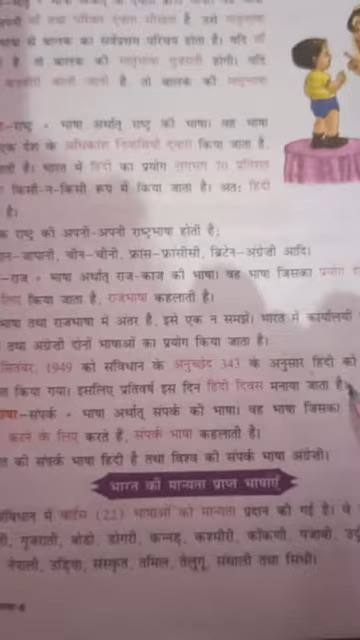 अपनी माँ तथा परिवार द्वारा सीखता है, उसे मातृभाषा
भाषा से बालक का सर्वप्रथम परिचय होता है। यदि माँ
है, तो बालक की मातृभाषा गुजराती होगी। यदि
बोली जाती है, तो बालक की मातृभाषा
राष्ट्र + भाषा अर्थात् राष्ट्र की भाषा। वह भाषा
एक देश के अधिकांश निवासियों द्वारा किया जाता है,
है। भारत में हिंदी का प्रयोग लगभग 70 प्रतिशत
किसी-न-किसी रूप में किया जाता है। अतः हिंदी
है।
राष्ट्र की अपनी-अपनी राष्ट्रभाषा होती है;
जापानी, चीन-चीनी, फ्रांस-फ्रांसीसी, ब्रिटेन-अंग्रेजी आदि।
राज + भाषा अर्थात् राज-काज की भाषा। वह भाषा जिसका प्रयोग
लिए किया जाता है, राजभाषा कहलाती है।
भाषा तथा राजभाषा में अंतर है, इसे एक न समझें। भारत में कार्यालयों
तथा अंग्रेजी दोनों भाषाओं का प्रयोग किया जाता है।
सितंबर, 1949 को संविधान के अनुच्छेद 343 के अनुसार हिंदी को
किया गया। इसलिए प्रतिवर्ष इस दिन हिंदी दिवस मनाया जाता है।
संपर्क + भाषा अर्थात् संपर्क की भाषा। वह भाषा जिसका
करने के लिए करते हैं, संपर्क भाषा कहलाती है।
की संपर्क भाषा हिंदी है तथा विश्व की संपर्क भाषा अंग्रेजी।
भारत की मान्यता प्राप्त भाषाएँ
संविधान में बाईस (22) भाषाओं को मान्यता प्रदान की गई है। ये
गुजराती, बोडो, डोगरी, कन्नड़, कश्मीरी, कोंकणी, पंजाबी,
नेपाली, उड़िया, संस्कृत, तमिल, तेलुगू, संथाली तथा सिंधी।